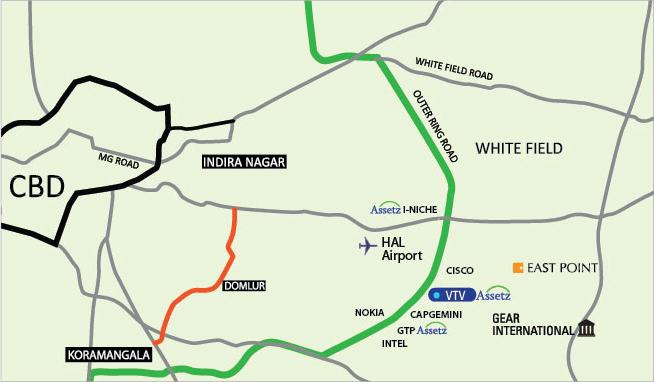 WHITE FIELD ROAD
OUTER RING ROAD
WHITE FIELD
MG ROAD
INDIRA NAGAR
CBD
Assetz I-NICHE
HAL
Airport
CISCO
EAST POINT
VTV Assetz
DOMLUR
NOKIA
CAPGEMINI
GEAR
INTERNATIONAL
GTP Assetz
INTEL
KORAMANGALA